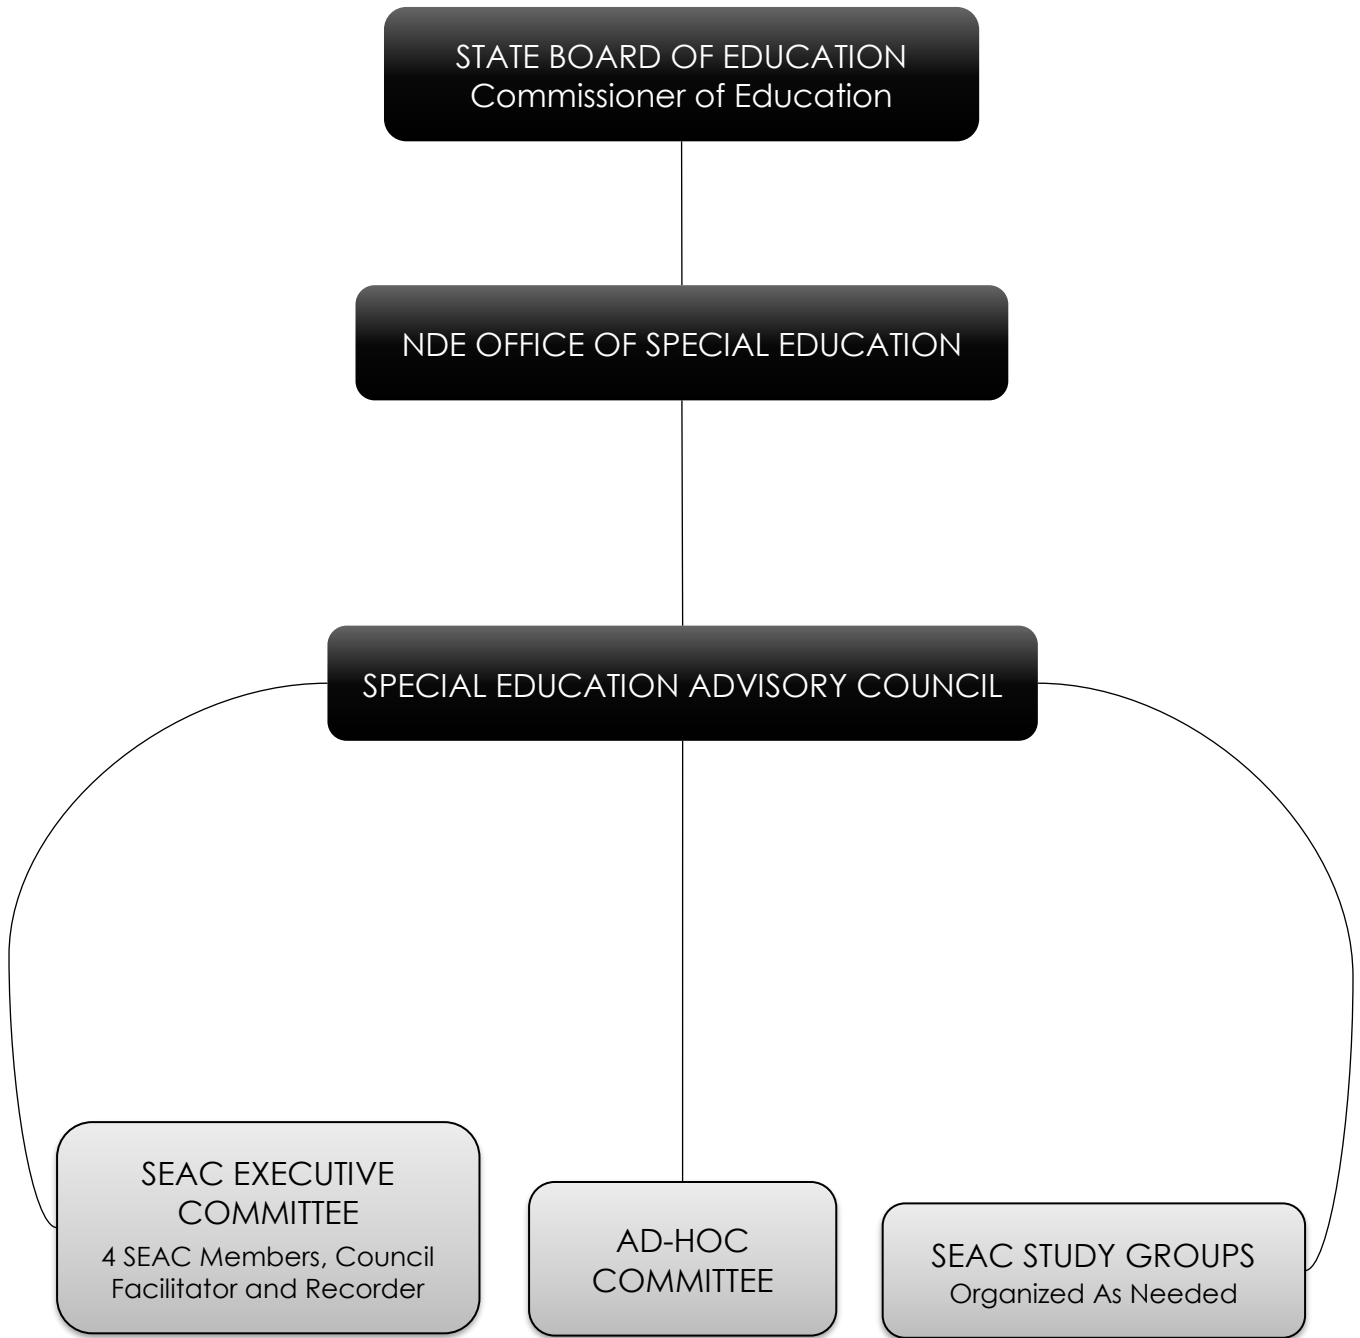 STATE BOARD OF EDUCATION
Commissioner of Education
NDE OFFICE OF SPECIAL EDUCATION
SPECIAL EDUCATION ADVISORY COUNCIL
SEAC EXECUTIVE
COMMITTEE
4 SEAC Members, Council
Facilitator and Recorder
AD-HOC
COMMITTEE
SEAC STUDY GROUPS
Organized As Needed